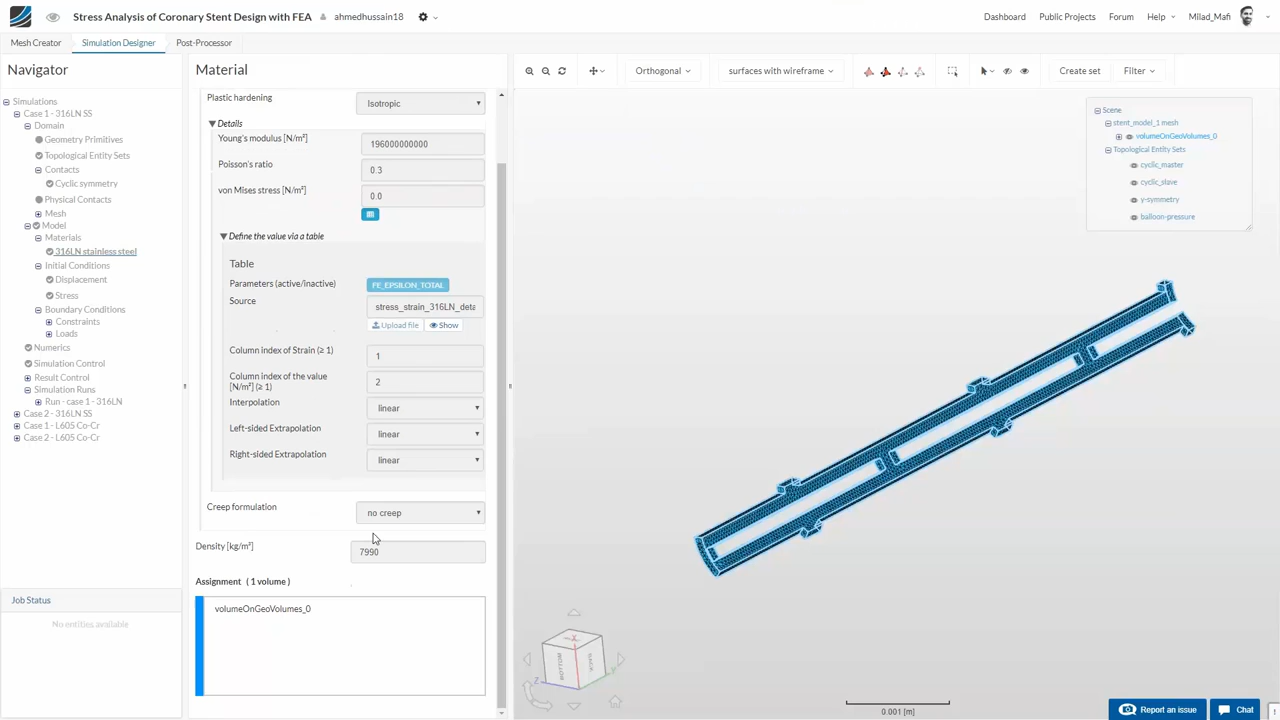 Stress Analysis of Coronary Stent Design with FEA ahmedhussain18 Dashboard Public Projects Forum Help Milad_Mafi
Mesh Creator Simulation Designer Post-Processor
Navigator
Simulations
Case 1 - 316LN SS
Domain
Geometry Primitives
Topological Entity Sets
Contacts
Cyclic symmetry
Physical Contacts
Mesh
Model
Materials
316LN stainless steel
Initial Conditions
Displacement
Stress
Boundary Conditions
Constraints
Loads
Numerics
Simulation Control
Result Control
Simulation Runs
Run - case 1 - 316LN
Case 2 - 316LN SS
Case 1 - L605 Co-Cr
Case 2 - L605 Co-Cr
Job Status
No entities available
Material
Plastic hardening Isotropic
Details
Young's modulus [N/m²] 196000000000
Poisson's ratio 0.3
von Mises stress [N/m²] 0.0
Define the value via a table
Table
Parameters (active/inactive) FE_EPSILON_TOTAL
Source stress_strain_316LN_deta
Upload file Show
Column index of Strain (≥ 1) 1
Column index of the value
[N/m²] (≥ 1) 2
Interpolation linear
Left-sided Extrapolation linear
Right-sided Extrapolation linear
Creep formulation no creep
Density [kg/m³] 7990
Assignment ( 1 volume )
volumeOnGeoVolumes_0
Orthogonal surfaces with wireframe Create set Filter
Scene
stent_model_1 mesh
volumeOnGeoVolumes_0
Topological Entity Sets
cyclic_master
cyclic_slave
y-symmetry
balloon-pressure
-X
BOTTOM BACK
Z
0.001 [m]
Report an issue Chat